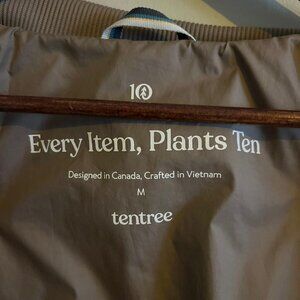 10
Every Item, Plants Ten
Designed in Canada, Crafted in Vietnam
M
tentree